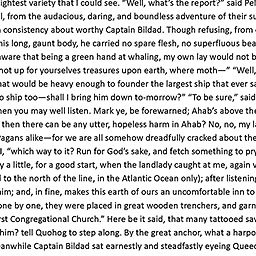 ightest variety that I could see. “Well, what’s the report?” said Pel
l, from the audacious, daring, and boundless adventure of their su
consistency about worthy Captain Bildad. Though refusing, from
his long, gaunt body, he carried no spare flesh, no superfluous bea
aware that being a green hand at whaling, my own lay would not b
not up for yourselves treasures upon earth, where moth—” “Well,
hat would be heavy enough to founder the largest ship that ever sa
o ship too—shall I bring him down to-morrow?” “To be sure,” said
hen you may well listen. Mark ye, be forewarned; Ahab’s above the
then there can be any utter, hopeless harm in Ahab? No, no, my la
Pagans alike—for we are all somehow dreadfully cracked about the
I, “which way to it? Run for God’s sake, and fetch something to pry
y a little, for a good start, when the landlady caught at me, again v
d to the north of the line, in the Atlantic Ocean only); after listening
him; and, in fine, makes this earth of ours an uncomfortable inn to
one by one, they were placed in great wooden trenchers, and garn
rst Congregational Church.” Here be it said, that many tattooed sav
him? tell Quohog to step along. By the great anchor, what a harpo
eanwhile Captain Bildad sat earnestly and steadfastly eyeing Queec